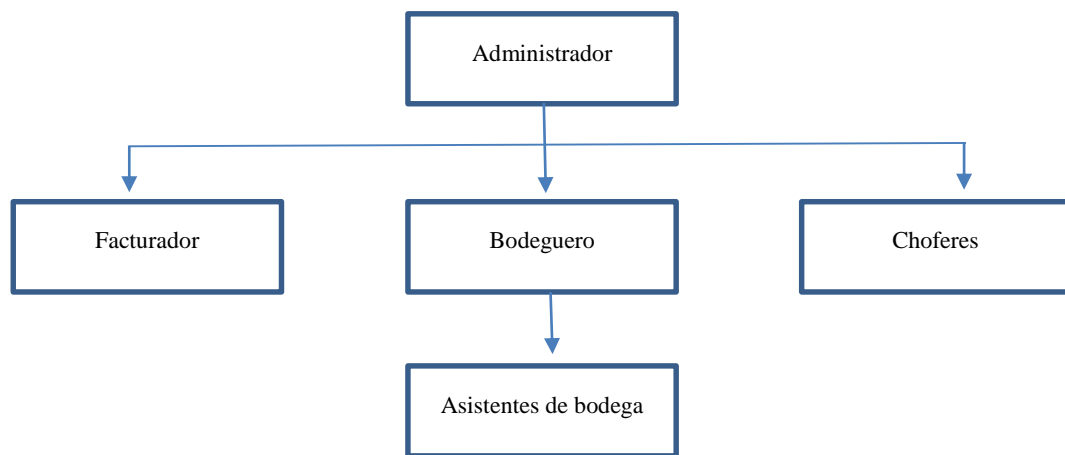 Administrador
Facturador
Bodeguero
Choferes
Asistentes de bodega